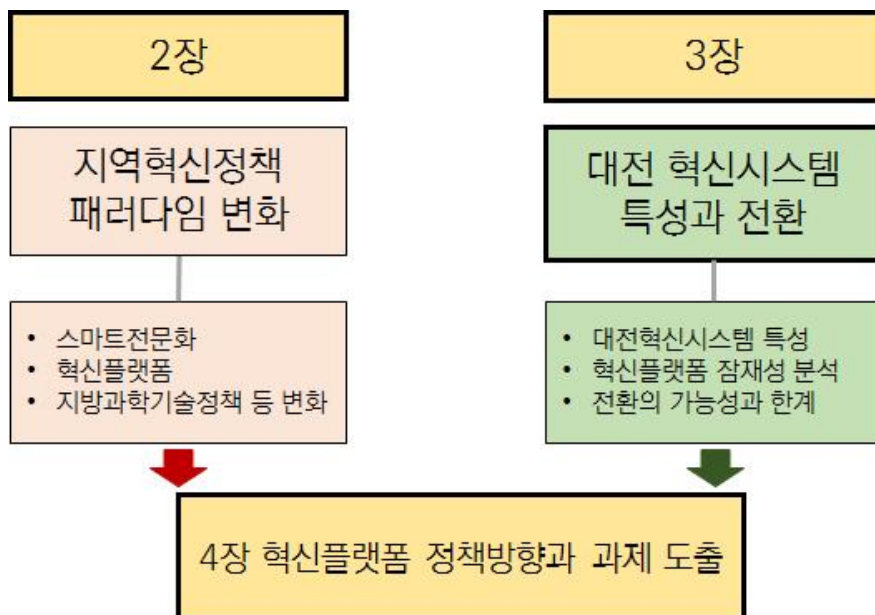 2장
지역혁신정책
패러다임 변화
• 스마트전문화
• 혁신플랫폼
• 지방과학기술정책 등 변화
3장
대전 혁신시스템
특성과 전환
• 대전혁신시스템 특성
• 혁신플랫폼 잠재성 분석
• 전환의 가능성과 한계
4장 혁신플랫폼 정책방향과 과제 도출